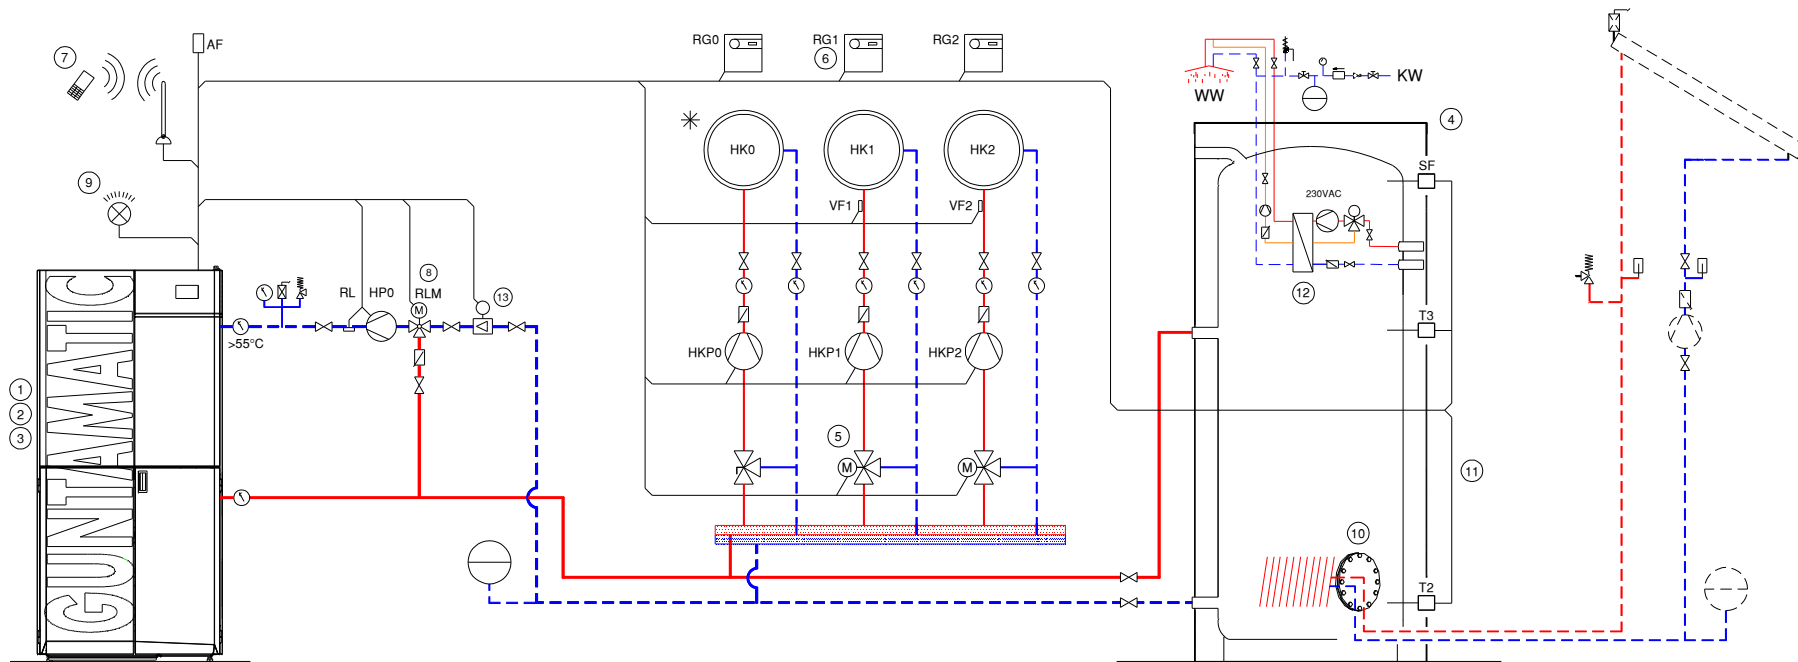 7
AF
RG0
RG1
RG2
6
KW
WW
4
HK0
HK1
HK2
SF
9
VF1
VF2
230VAC
8
RL
HP0
RLM
M
13
12
T3
>55°C
HKP0
HKP1
HKP2
1
2
3
GUNTAMATIC
5
M
M
11
10
T2